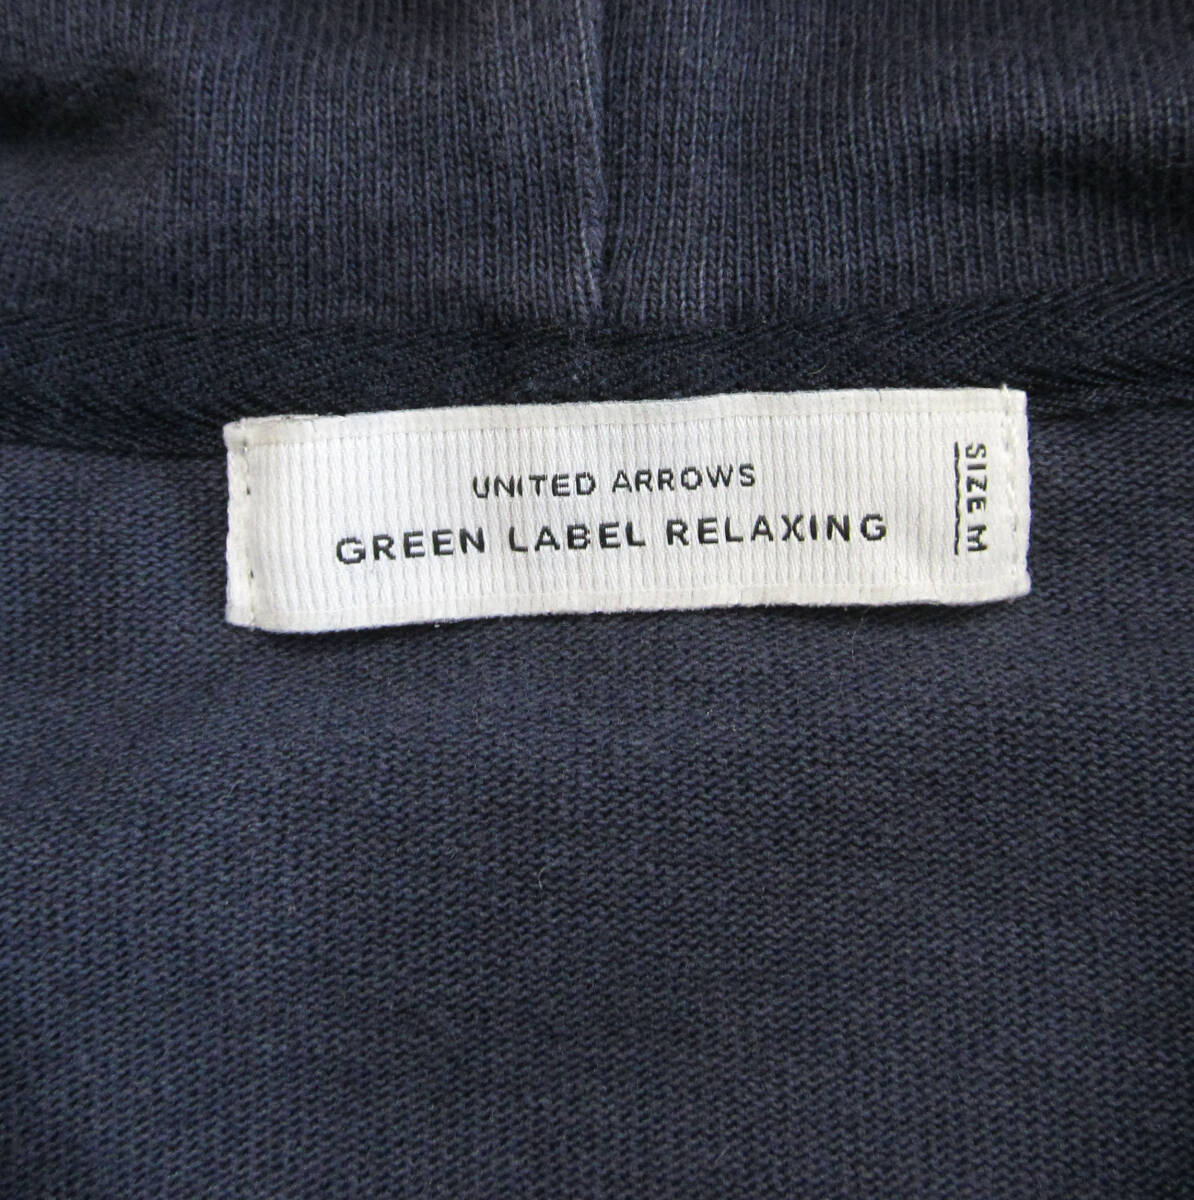 UNITED ARROWS
GREEN LABEL RELAXING
SIZE M